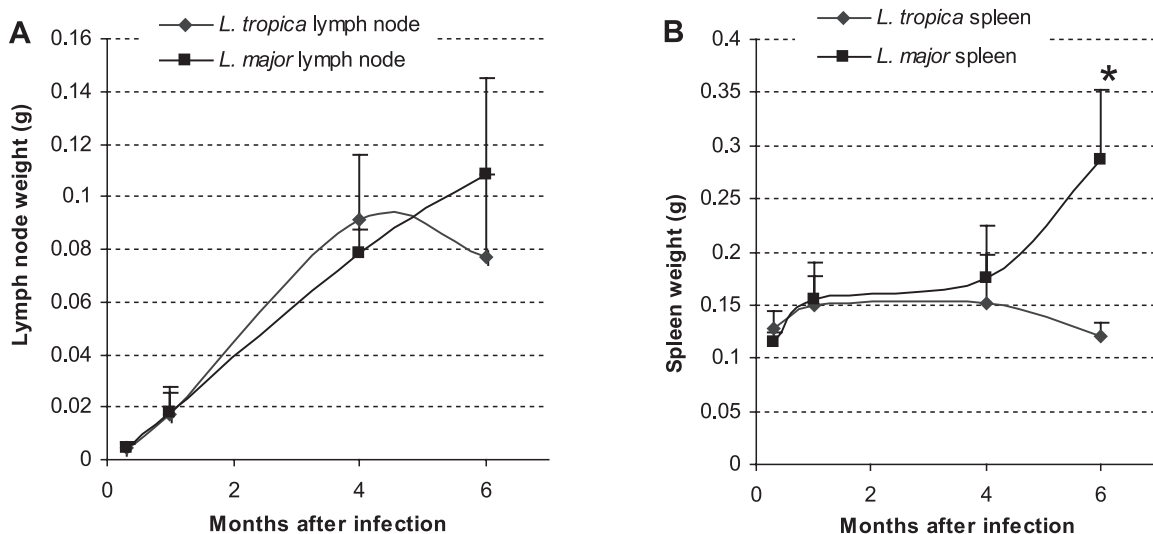 A
L. tropica lymph node
L. major lymph node
Lymph node weight (g)
0.16
0.14
0.12
0.1
0.08
0.06
0.04
0.02
0
0 2 4 6
Months after infection
B
L. tropica spleen
L. major spleen
Spleen weight (g)
0.4
0.35
0.3
0.25
0.2
0.15
0.1
0.05
0
*
0 2 4 6
Months after infection